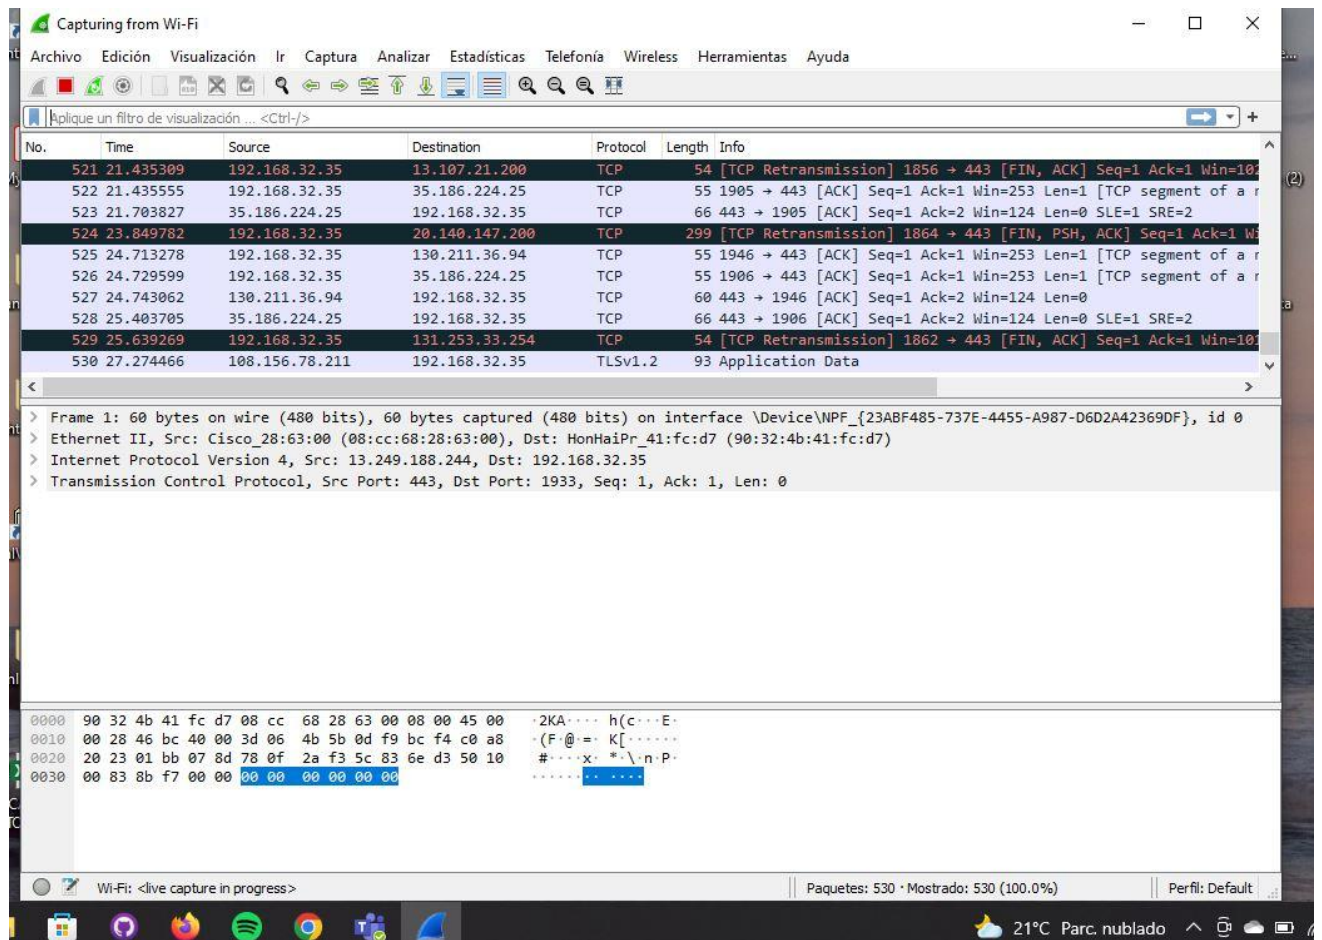 Capturing from Wi-Fi
Archivo Edición Visualización Ir Captura Analizar Estadísticas Telefonía Wireless Herramientas Ayuda
Aplique un filtro de visualización ... <Ctrl-/>
No. Time Source Destination Protocol Length Info
521 21.435309 192.168.32.35 13.107.21.200 TCP 54 [TCP Retransmission] 1856 → 443 [FIN, ACK] Seq=1 Ack=1 Win=102
522 21.435555 192.168.32.35 35.186.224.25 TCP 55 1905 → 443 [ACK] Seq=1 Ack=1 Win=253 Len=1 [TCP segment of a r
523 21.703827 35.186.224.25 192.168.32.35 TCP 66 443 → 1905 [ACK] Seq=1 Ack=2 Win=124 Len=0 SLE=1 SRE=2
524 23.849782 192.168.32.35 20.140.147.200 TCP 299 [TCP Retransmission] 1864 → 443 [FIN, PSH, ACK] Seq=1 Ack=1 Wi
525 24.713278 192.168.32.35 130.211.36.94 TCP 55 1946 → 443 [ACK] Seq=1 Ack=1 Win=253 Len=1 [TCP segment of a r
526 24.729599 192.168.32.35 35.186.224.25 TCP 55 1906 → 443 [ACK] Seq=1 Ack=1 Win=253 Len=1 [TCP segment of a r
527 24.743062 130.211.36.94 192.168.32.35 TCP 60 443 → 1946 [ACK] Seq=1 Ack=2 Win=124 Len=0
528 25.403705 35.186.224.25 192.168.32.35 TCP 66 443 → 1906 [ACK] Seq=1 Ack=2 Win=124 Len=0 SLE=1 SRE=2
529 25.639269 192.168.32.35 131.253.33.254 TCP 54 [TCP Retransmission] 1862 → 443 [FIN, ACK] Seq=1 Ack=1 Win=101
530 27.274466 108.156.78.211 192.168.32.35 TLSv1.2 93 Application Data
Frame 1: 60 bytes on wire (480 bits), 60 bytes captured (480 bits) on interface \Device\NPF_{23ABF485-737E-4455-A987-D6D2A42369DF}, id 0
Ethernet II, Src: Cisco_28:63:00 (08:cc:68:28:63:00), Dst: HonHaiPr_41:fc:d7 (90:32:4b:41:fc:d7)
Internet Protocol Version 4, Src: 13.249.188.244, Dst: 192.168.32.35
Transmission Control Protocol, Src Port: 443, Dst Port: 1933, Seq: 1, Ack: 1, Len: 0
0000 90 32 4b 41 fc d7 08 cc 68 28 63 00 08 00 45 00 ·2KA···· h(c···E·
0010 00 28 46 bc 40 00 3d 06 4b 5b 0d f9 bc f4 c0 a8 ·(F·@·=· K[······
0020 20 23 01 bb 07 8d 78 0f 2a f3 5c 83 6e d3 50 10 #····x· *·\·n·P·
0030 00 83 8b f7 00 00 00 00 00 00 00 00 ········ ····
Wi-Fi: <live capture in progress> Paquetes: 530 · Mostrado: 530 (100.0%) Perfil: Default
21°C Parc. nublado
(2)